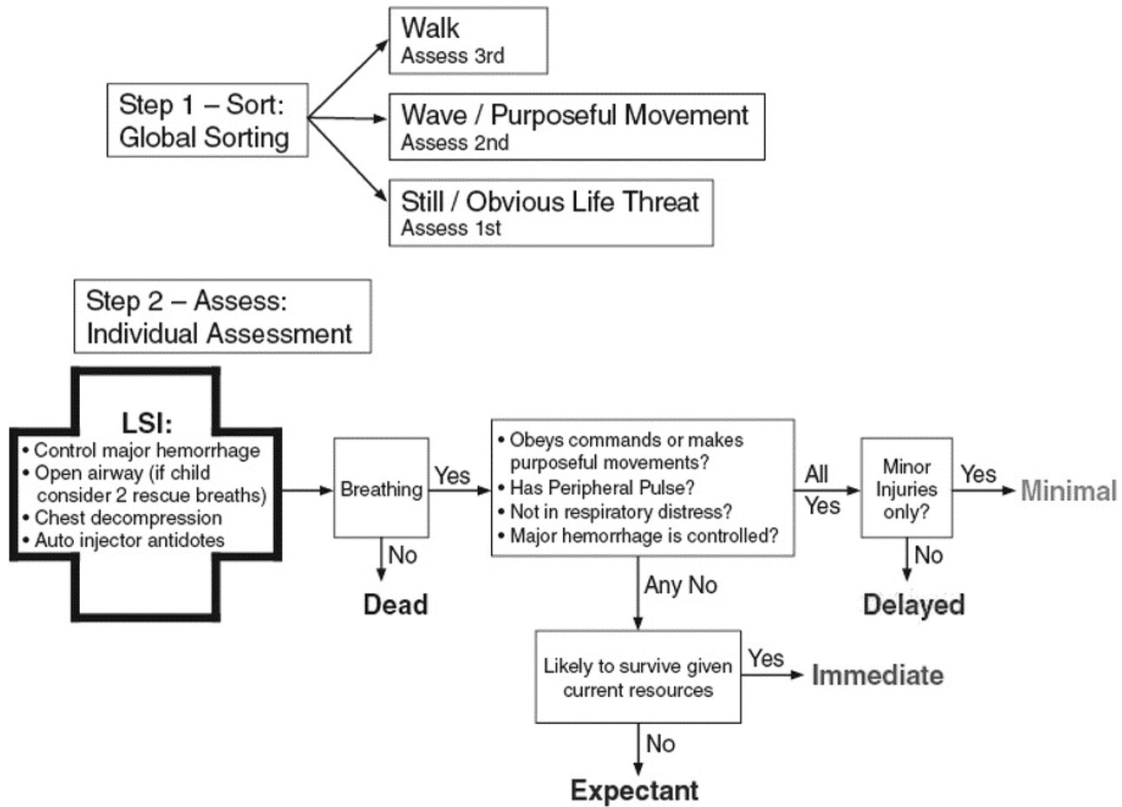 Walk
Assess 3rd
Step 1 – Sort:
Global Sorting
Wave / Purposeful Movement
Assess 2nd
Still / Obvious Life Threat
Assess 1st
Step 2 – Assess:
Individual Assessment
LSI:
• Control major hemorrhage
• Open airway (if child
consider 2 rescue breaths)
• Chest decompression
• Auto injector antidotes
Breathing
Yes
No
Dead
• Obeys commands or makes
purposeful movements?
• Has Peripheral Pulse?
• Not in respiratory distress?
• Major hemorrhage is controlled?
All
Yes
Minor
Injuries
only?
Yes
Minimal
No
Delayed
Any No
Likely to survive given
current resources
Yes
Immediate
No
Expectant